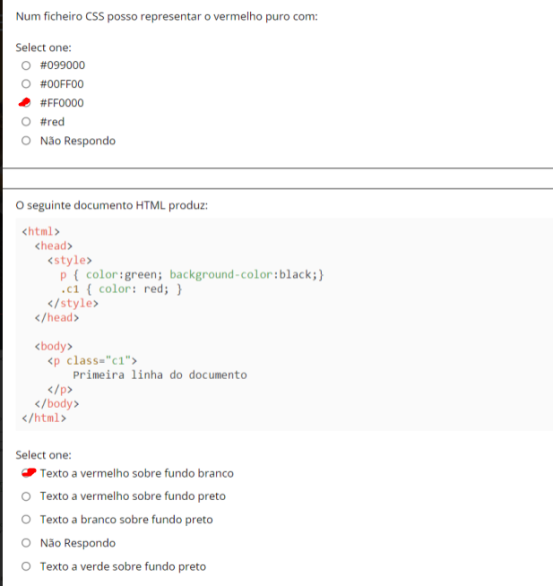 Num ficheiro CSS posso representar o vermelho puro com:
Select one:
#099000
#00FF00
#FF0000
#red
Não Respondo
O seguinte documento HTML produz:
<html>
<head>
<style>
p { color:green; background-color:black;}
.c1 { color: red; }
</style>
</head>
<body>
<p class="c1">
Primeira linha do documento
</p>
</body>
</html>
Select one:
Texto a vermelho sobre fundo branco
Texto a vermelho sobre fundo preto
Texto a branco sobre fundo preto
Não Respondo
Texto a verde sobre fundo preto